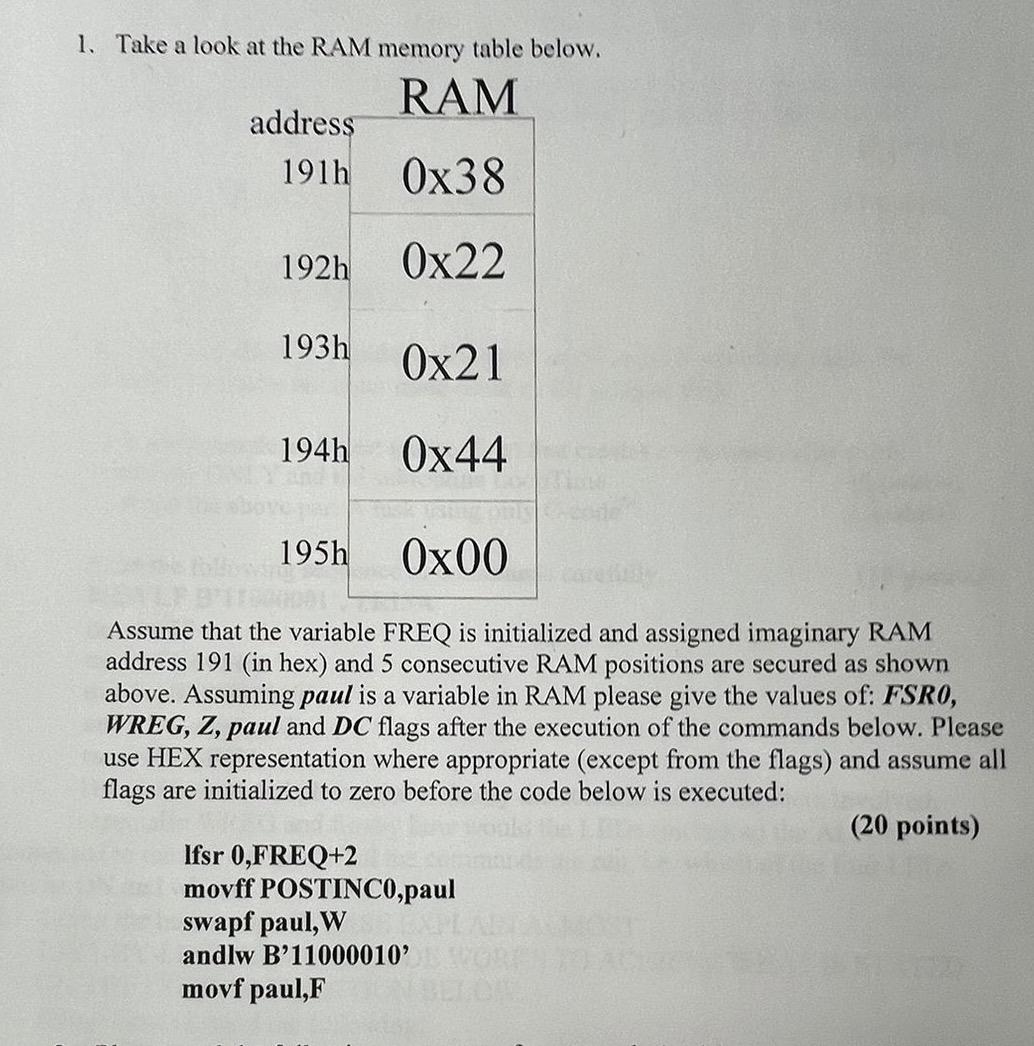 1. Take a look at the RAM memory table below.
RAM
address
191h 0x38
192h 0x22
193h 0x21
194h 0x44
195h 0x00
Assume that the variable FREQ is initialized and assigned imaginary RAM
address 191 (in hex) and 5 consecutive RAM positions are secured as shown
above. Assuming paul is a variable in RAM please give the values of: FSR0,
WREG, Z, paul and DC flags after the execution of the commands below. Please
use HEX representation where appropriate (except from the flags) and assume all
flags are initialized to zero before the code below is executed:
(20 points)
lfsr 0,FREQ+2
movff POSTINC0,paul
swapf paul,W
andlw B’11000010’
movf paul,F